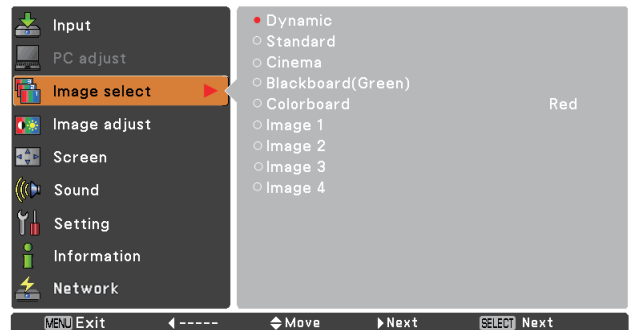 Input
PC adjust
Image select
Image adjust
Screen
Sound
Setting
Information
Network
Dynamic
Standard
Cinema
Blackboard(Green)
Colorboard Red
Image 1
Image 2
Image 3
Image 4
MENU Exit ----- Move Next SELECT Next